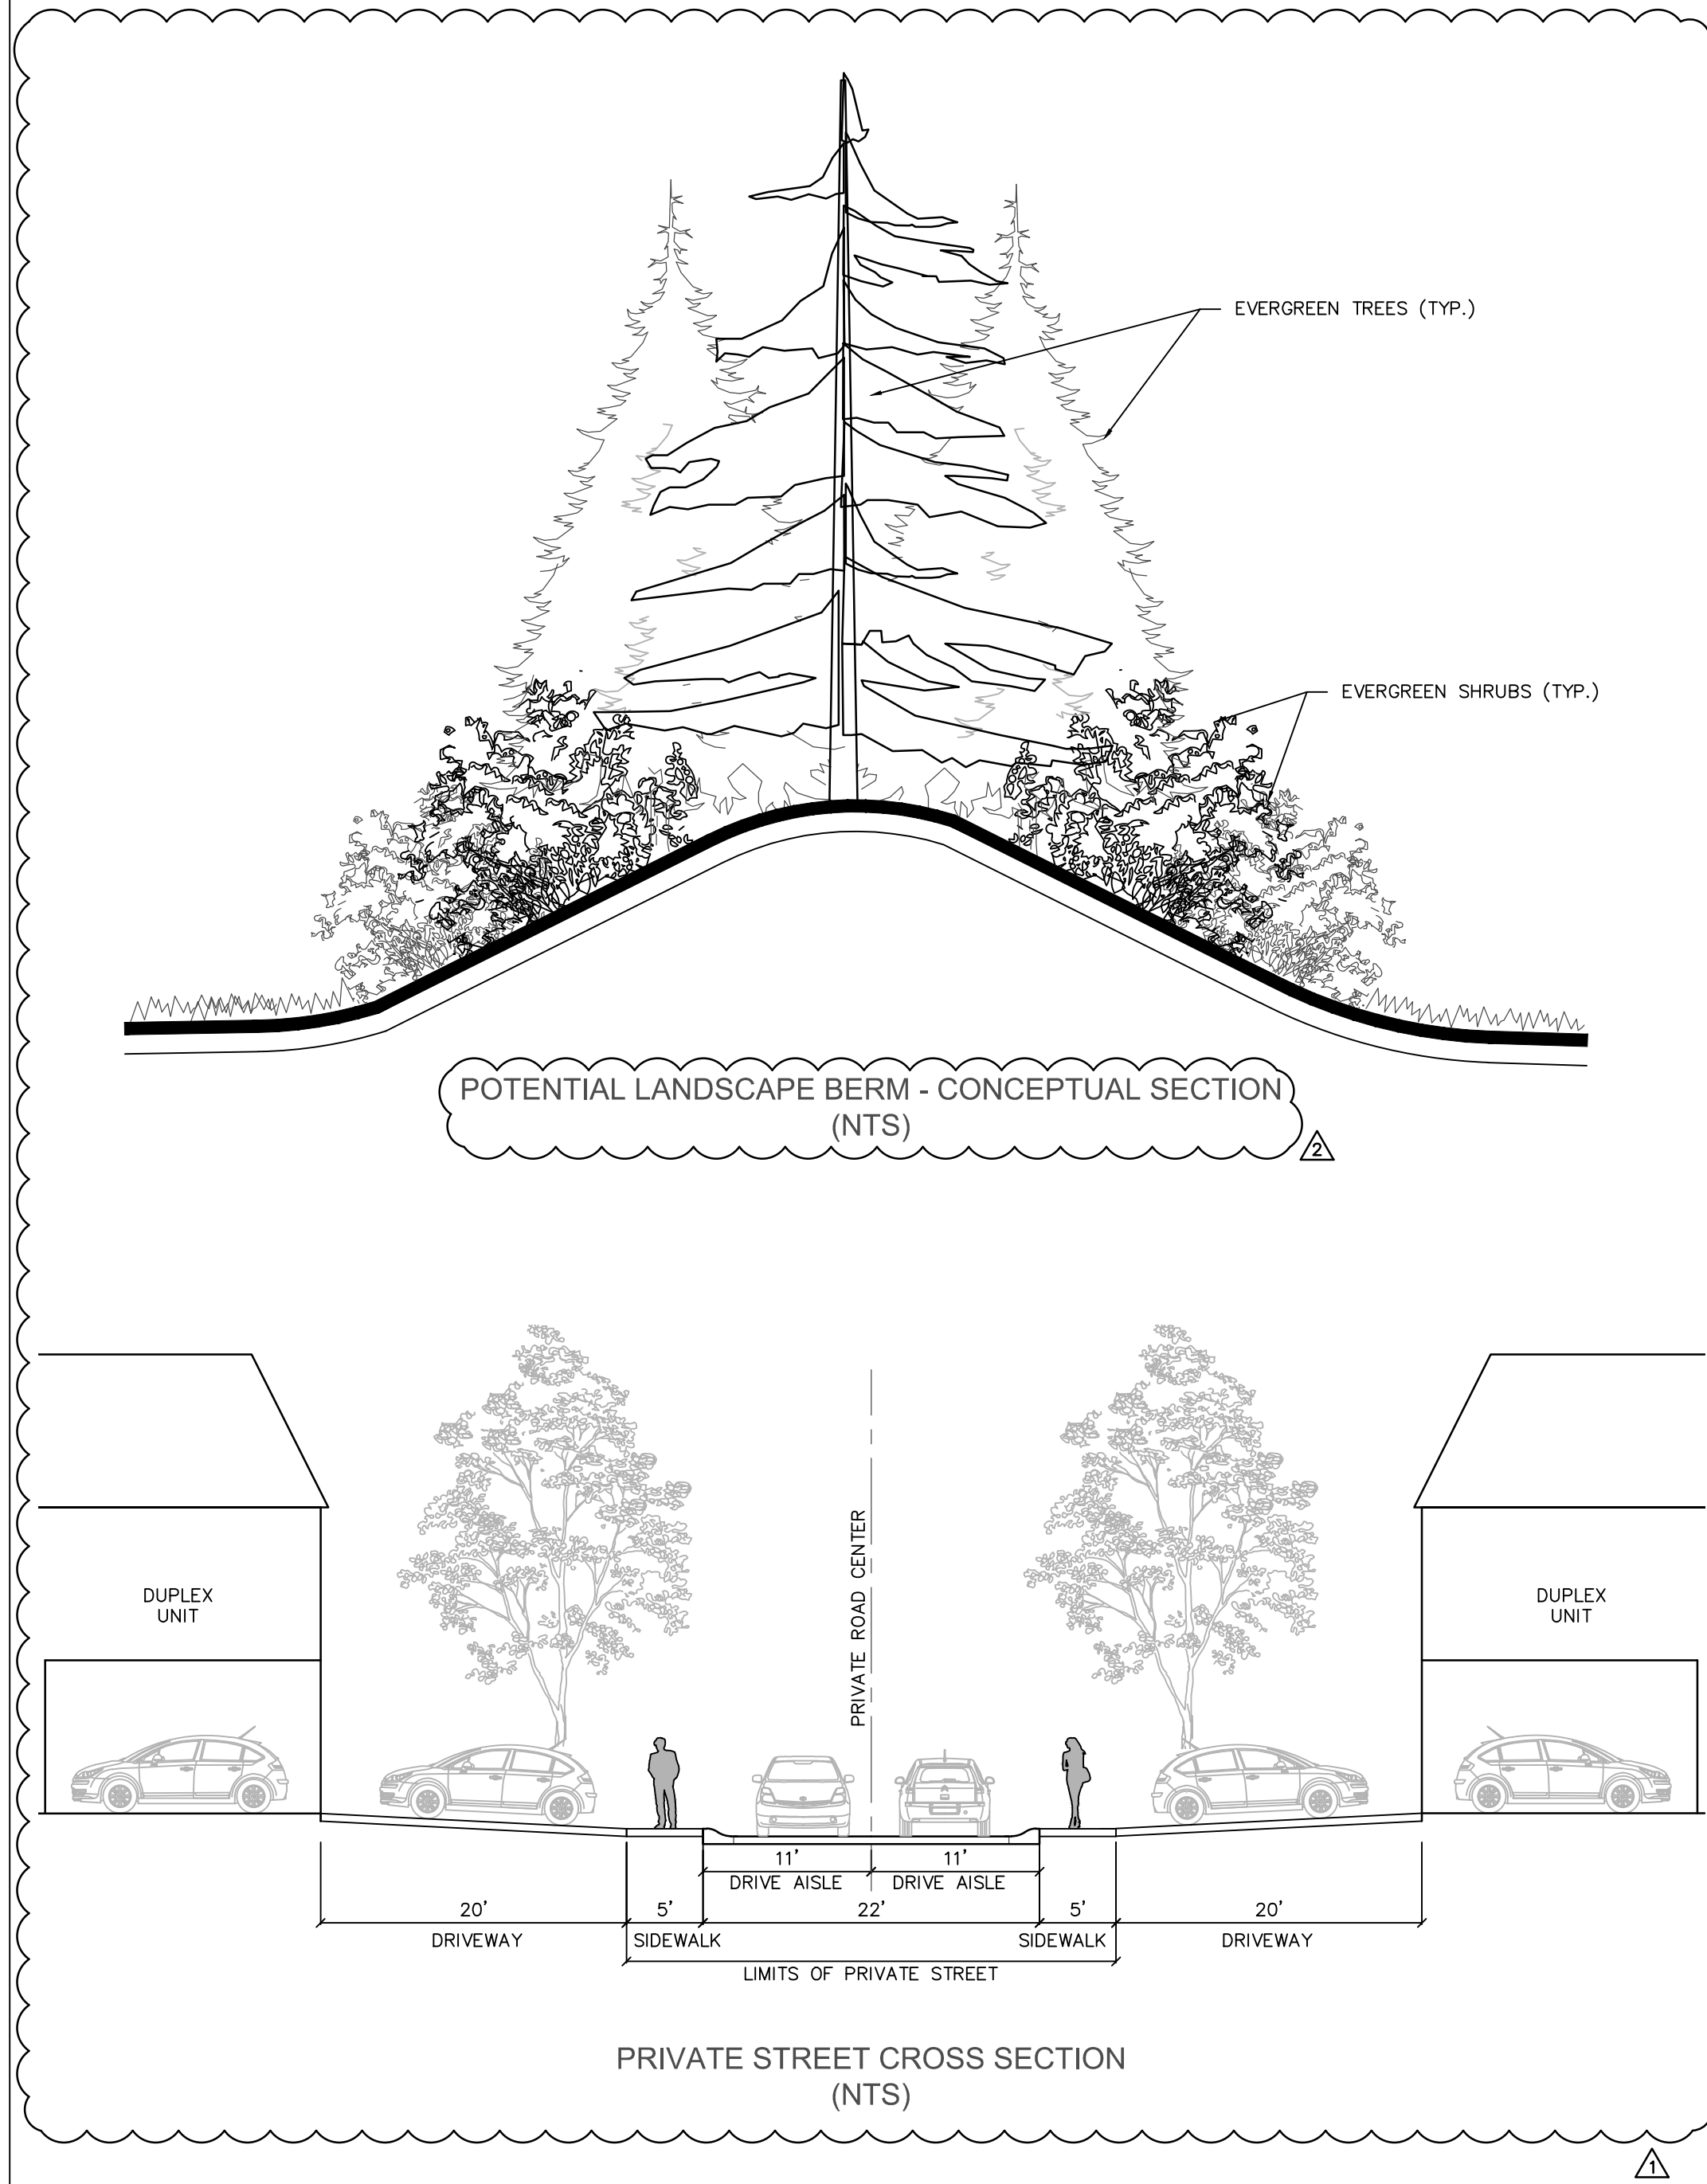 EVERGREEN TREES (TYP.)
EVERGREEN SHRUBS (TYP.)
POTENTIAL LANDSCAPE BERM - CONCEPTUAL SECTION
(NTS)
2
PRIVATE ROAD CENTER
DUPLEX
UNIT
DUPLEX
UNIT
11'
11'
DRIVE AISLE
DRIVE AISLE
20'
5'
22'
5'
20'
DRIVEWAY
SIDEWALK
SIDEWALK
DRIVEWAY
LIMITS OF PRIVATE STREET
PRIVATE STREET CROSS SECTION
(NTS)
1